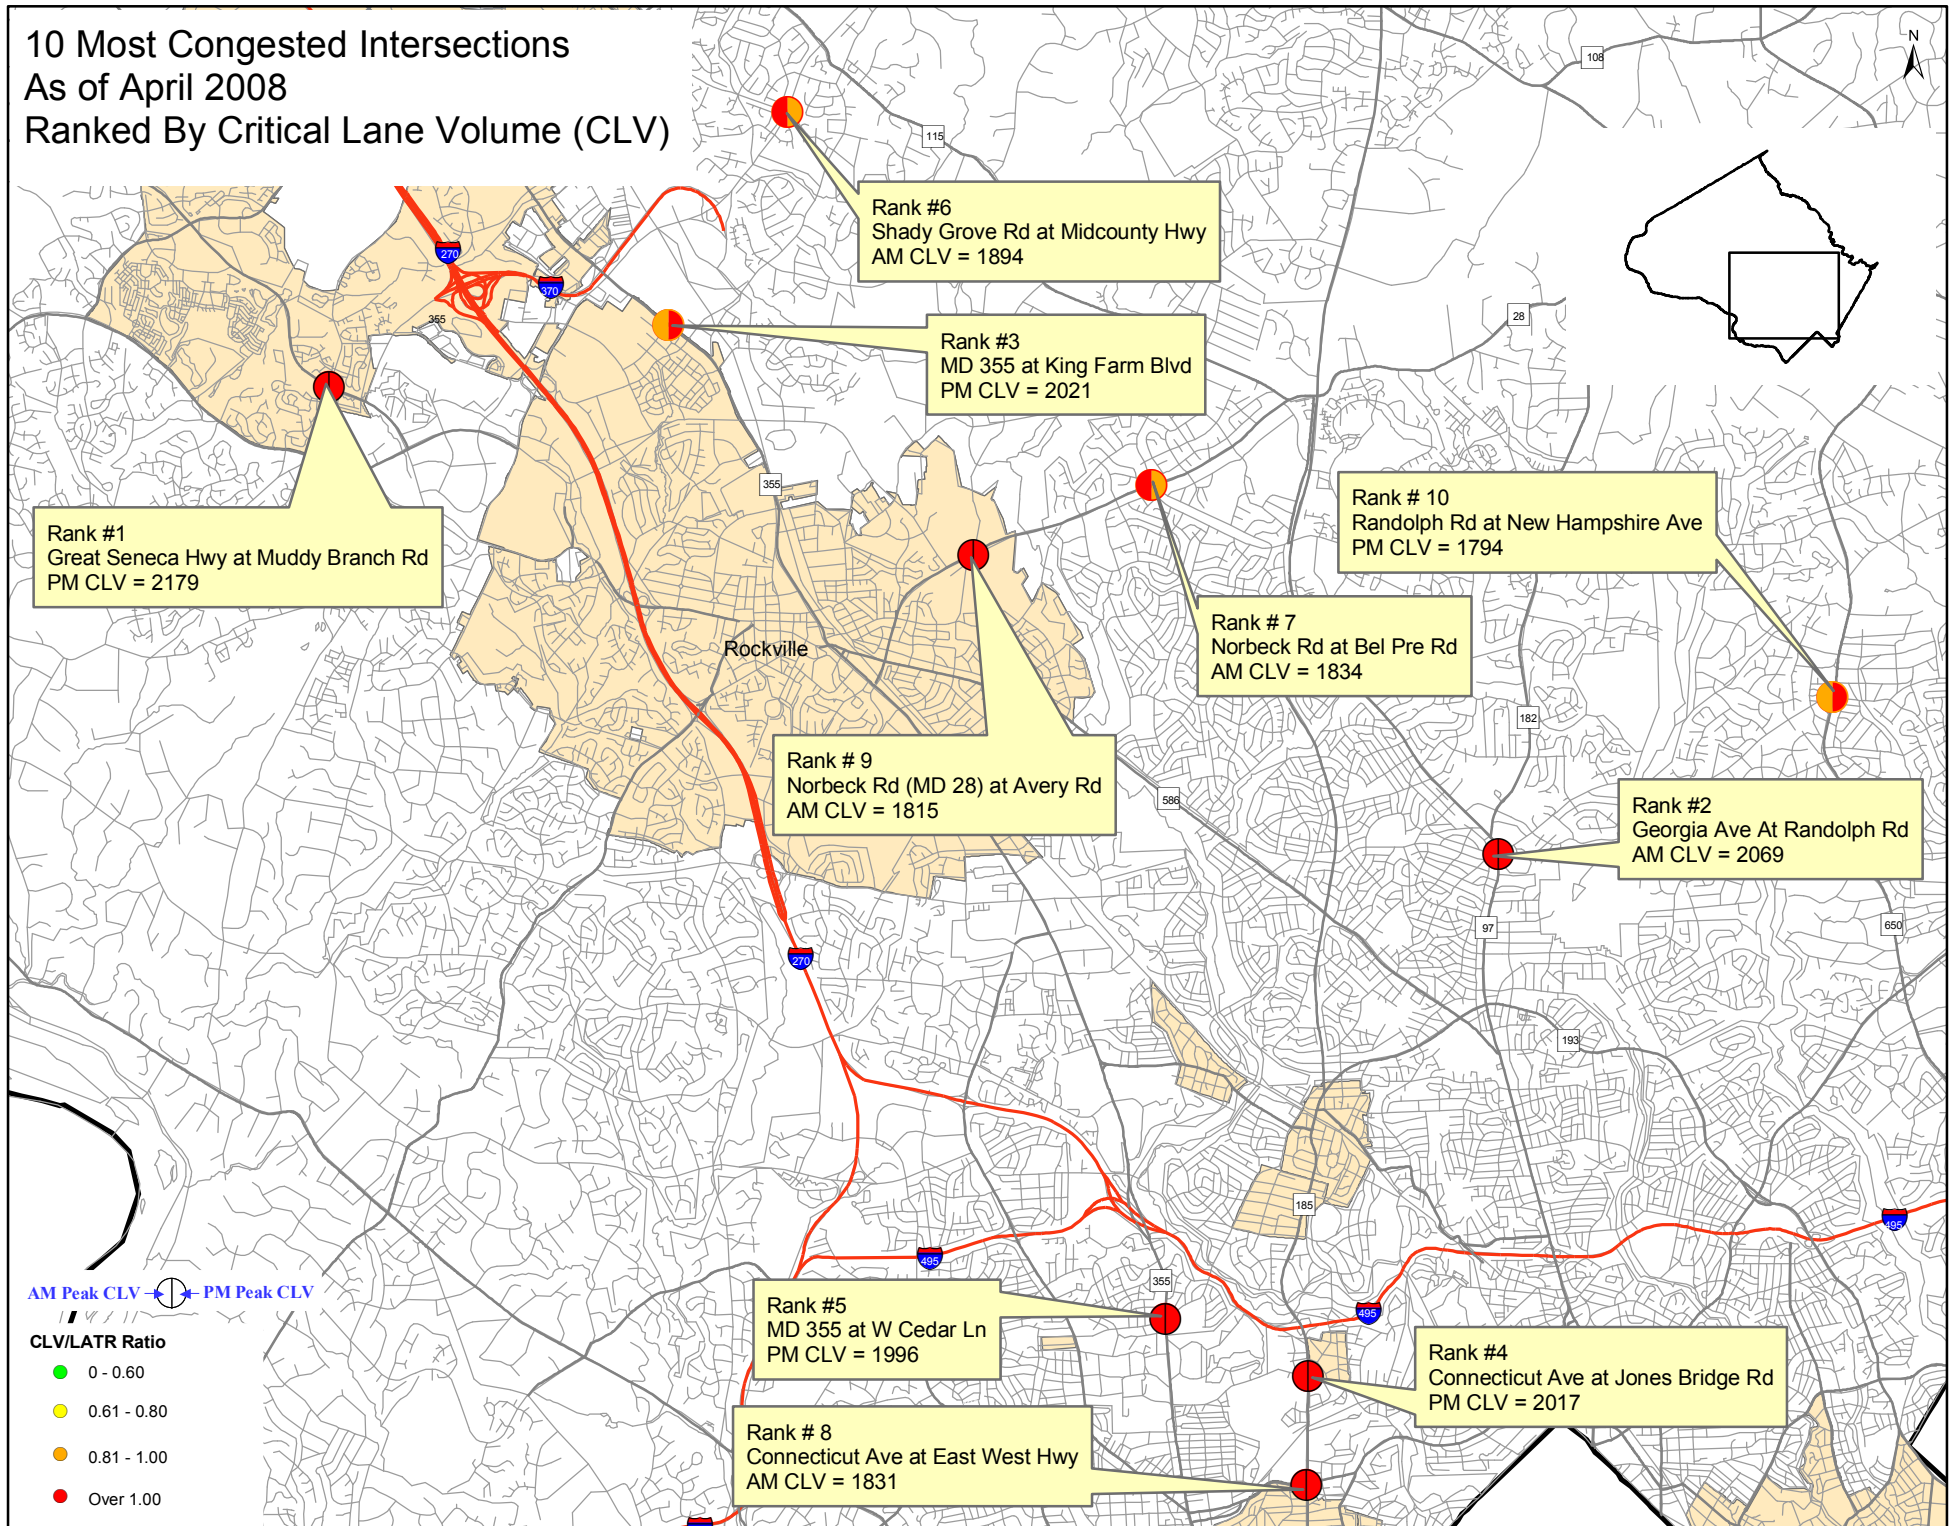 10 Most Congested Intersections
As of April 2008
Ranked By Critical Lane Volume (CLV)
N
108
115
Rank #6
Shady Grove Rd at Midcounty Hwy
AM CLV = 1894
270
370
355
28
Rank #3
MD 355 at King Farm Blvd
PM CLV = 2021
355
Rank #1
Great Seneca Hwy at Muddy Branch Rd
PM CLV = 2179
Rank # 10
Randolph Rd at New Hampshire Ave
PM CLV = 1794
Rank # 7
Norbeck Rd at Bel Pre Rd
AM CLV = 1834
Rockville
182
Rank # 9
Norbeck Rd (MD 28) at Avery Rd
AM CLV = 1815
586
Rank #2
Georgia Ave At Randolph Rd
AM CLV = 2069
97
650
270
193
185
495
495
355
495
AM Peak CLV
PM Peak CLV
Rank #5
MD 355 at W Cedar Ln
PM CLV = 1996
Rank #4
Connecticut Ave at Jones Bridge Rd
PM CLV = 2017
Rank # 8
Connecticut Ave at East West Hwy
AM CLV = 1831
CLV/LATR Ratio
0 - 0.60
0.61 - 0.80
0.81 - 1.00
Over 1.00